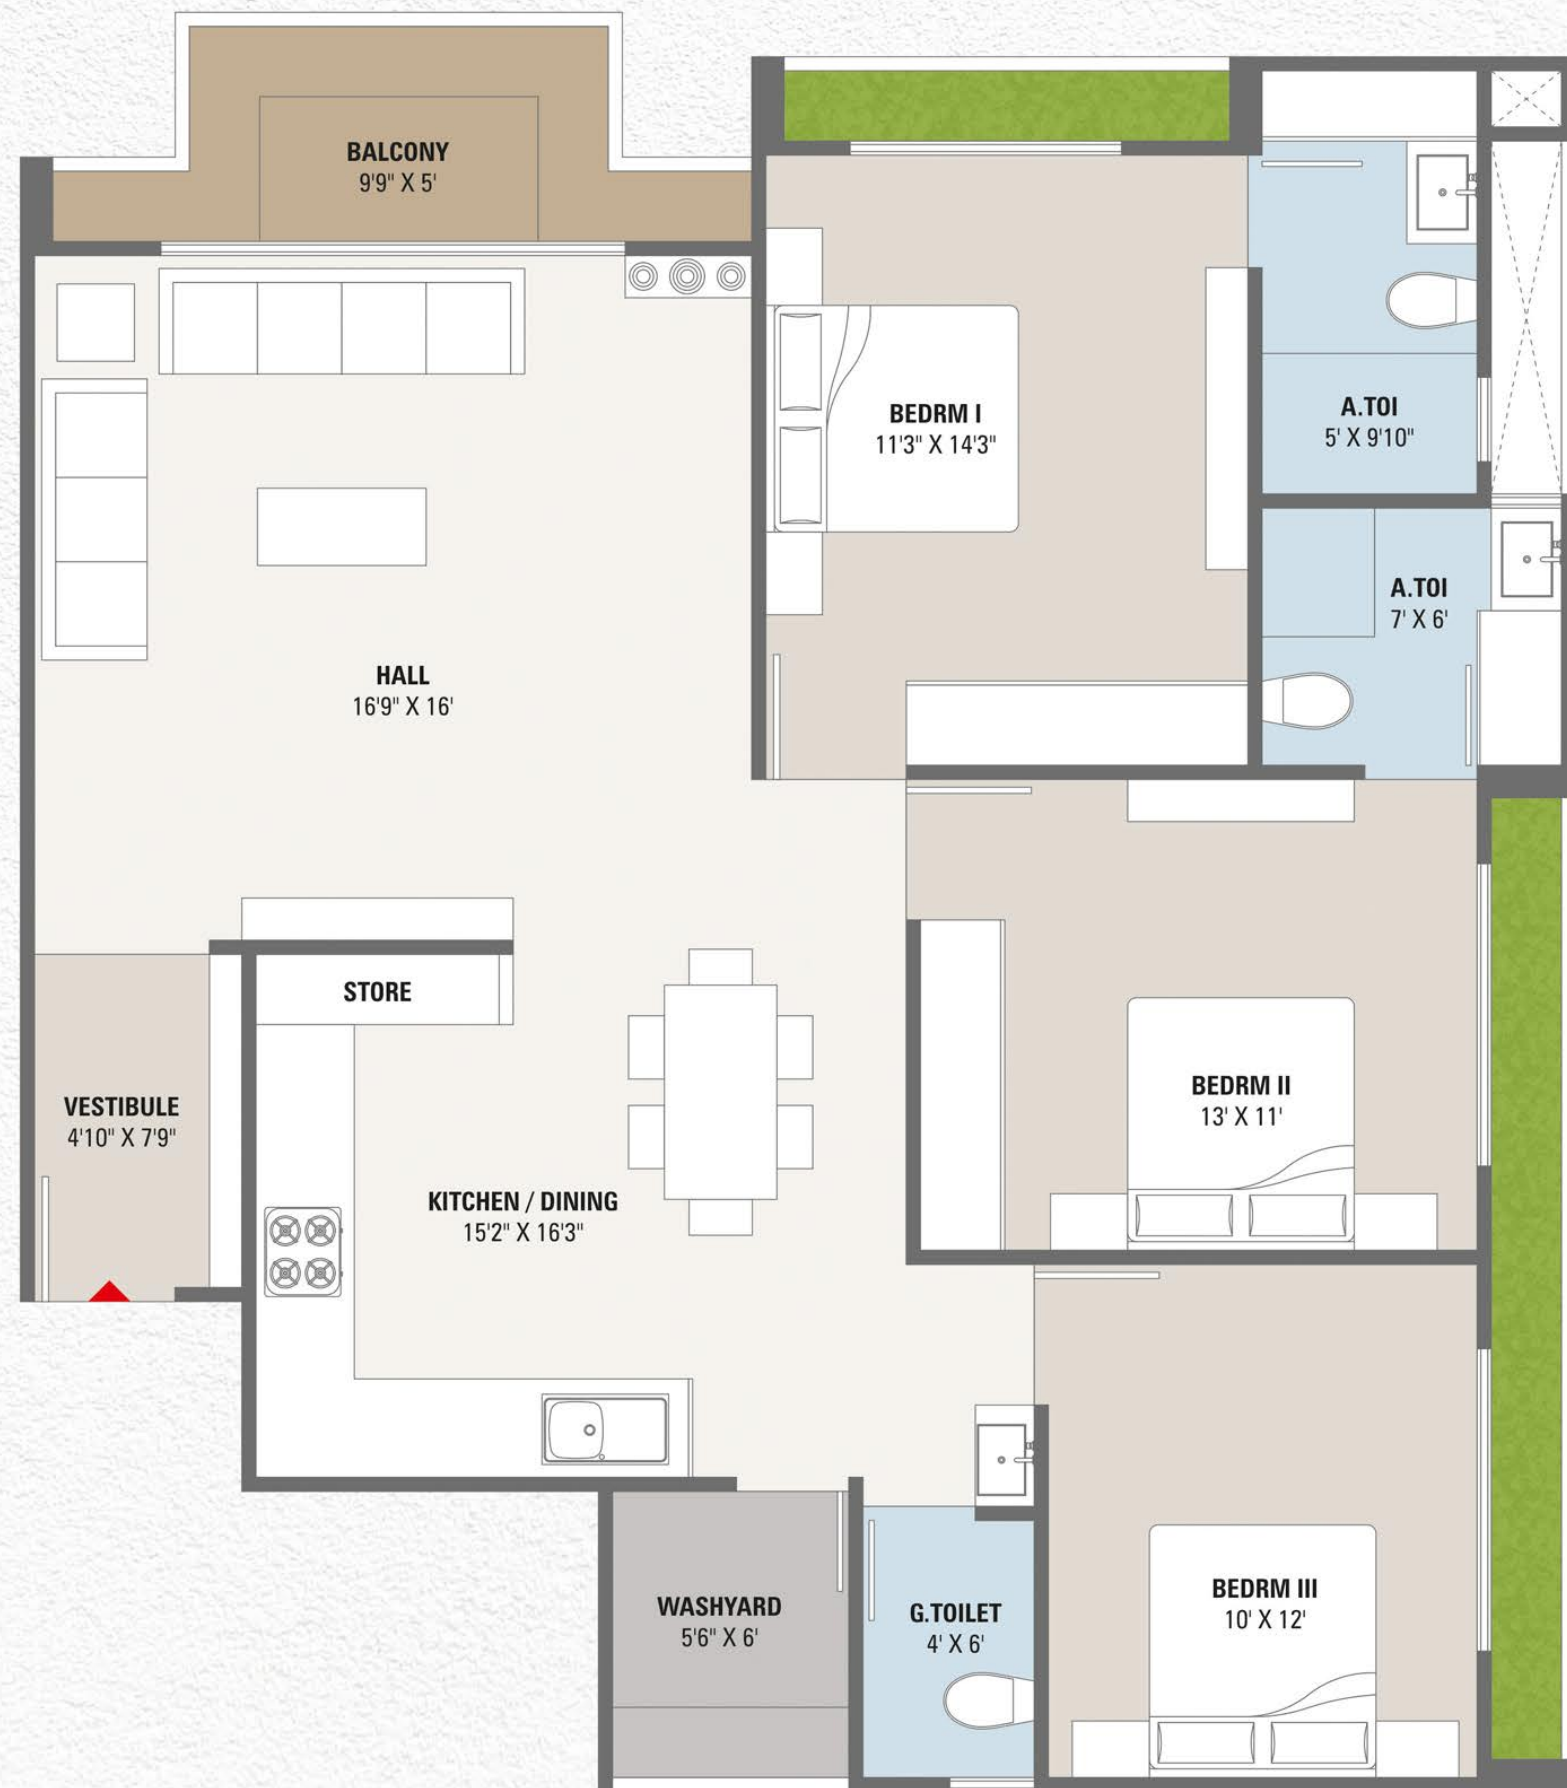 BALCONY
9'9" X 5'
BEDRM I
11'3" X 14'3"
A.TOI
5' X 9'10"
A.TOI
7' X 6'
HALL
16'9" X 16'
STORE
VESTIBULE
4'10" X 7'9"
BEDRM II
13' X 11'
KITCHEN / DINING
15'2" X 16'3"
WASHYARD
5'6" X 6'
G.TOILET
4' X 6'
BEDRM III
10' X 12'